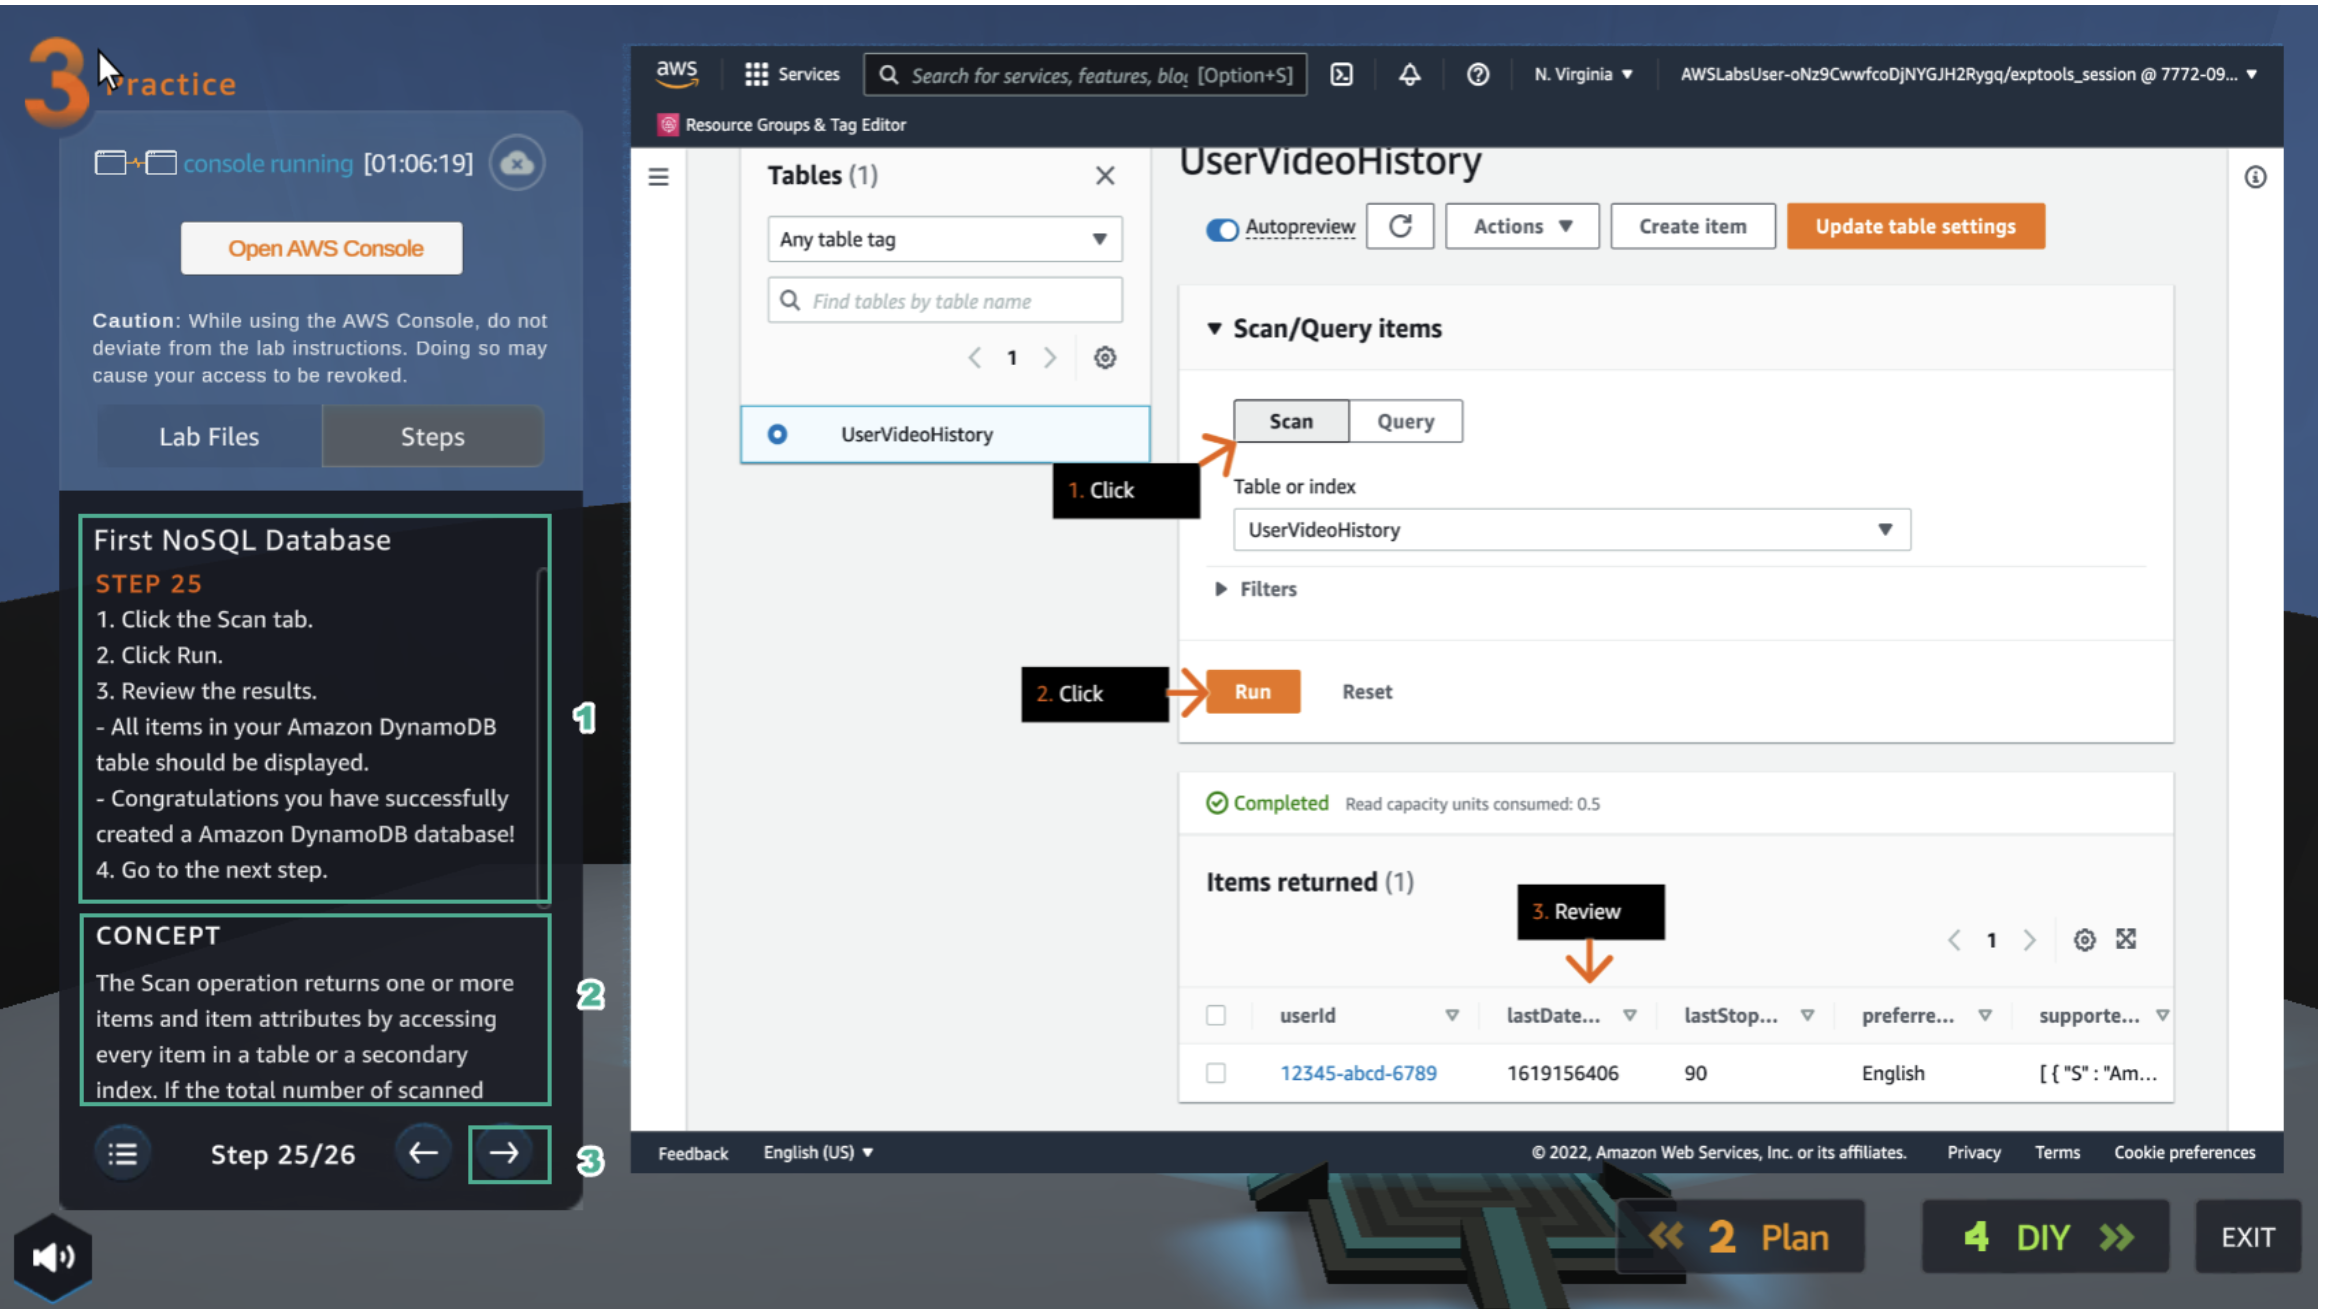 3 Practice
console running [01:06:19]
Open AWS Console
Caution: While using the AWS Console, do not
deviate from the lab instructions. Doing so may
cause your access to be revoked.
Lab Files
Steps
First NoSQL Database
STEP 25
1. Click the Scan tab.
2. Click Run.
3. Review the results.
- All items in your Amazon DynamoDB
table should be displayed.
- Congratulations you have successfully
created a Amazon DynamoDB database!
4. Go to the next step.
1
CONCEPT
The Scan operation returns one or more
items and item attributes by accessing
every item in a table or a secondary
index. If the total number of scanned
2
Step 25/26
3
aws
Services
Search for services, features, blog [Option+S]
N. Virginia
AWSLabsUser-oNz9CwwfcoDjNYGJH2Rygq/exptools_session @ 7772-09...
Resource Groups & Tag Editor
Tables (1)
Any table tag
Find tables by table name
1
UserVideoHistory
UserVideoHistory
Autopreview
Actions
Create item
Update table settings
Scan/Query items
Scan
Query
1. Click
Table or index
UserVideoHistory
Filters
2. Click
Run
Reset
Completed Read capacity units consumed: 0.5
Items returned (1)
3. Review
1
userId lastDate... lastStop... preferre... supporte...
12345-abcd-6789 1619156406 90 English [ { "S" : "Am...
Feedback English (US) © 2022, Amazon Web Services, Inc. or its affiliates. Privacy Terms Cookie preferences
2 Plan
4 DIY
EXIT